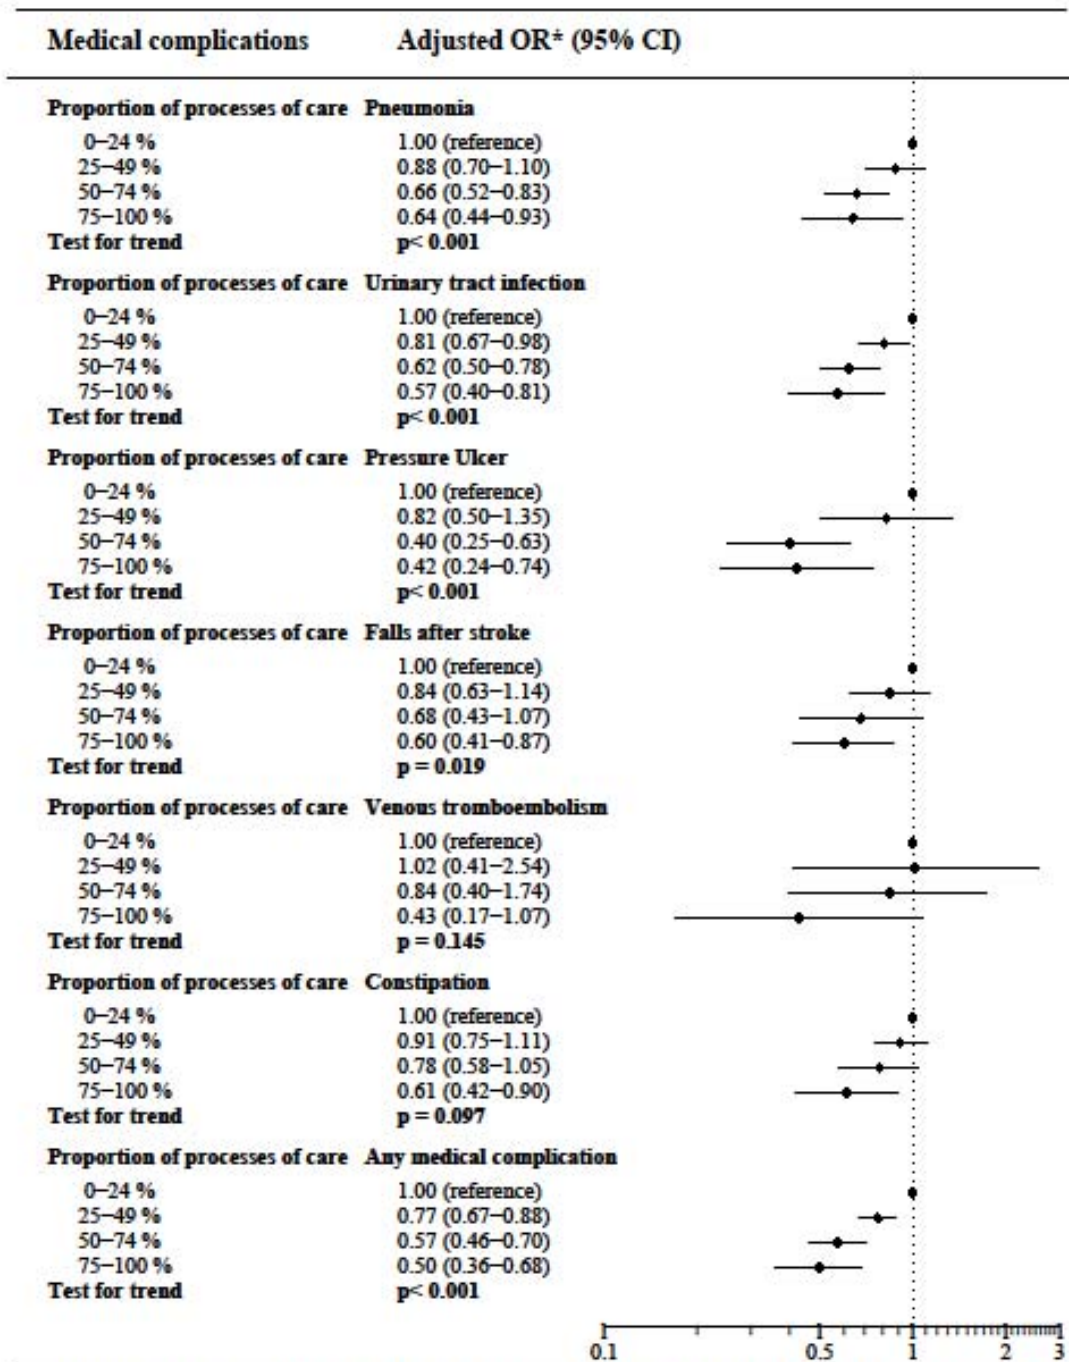 Medical complications Adjusted OR* (95% CI)
Proportion of processes of care Pneumonia
0–24 % 1.00 (reference)
25–49 % 0.88 (0.70–1.10)
50–74 % 0.66 (0.52–0.83)
75–100 % 0.64 (0.44–0.93)
Test for trend p< 0.001
Proportion of processes of care Urinary tract infection
0–24 % 1.00 (reference)
25–49 % 0.81 (0.67–0.98)
50–74 % 0.62 (0.50–0.78)
75–100 % 0.57 (0.40–0.81)
Test for trend p< 0.001
Proportion of processes of care Pressure Ulcer
0–24 % 1.00 (reference)
25–49 % 0.82 (0.50–1.35)
50–74 % 0.40 (0.25–0.63)
75–100 % 0.42 (0.24–0.74)
Test for trend p< 0.001
Proportion of processes of care Falls after stroke
0–24 % 1.00 (reference)
25–49 % 0.84 (0.63–1.14)
50–74 % 0.68 (0.43–1.07)
75–100 % 0.60 (0.41–0.87)
Test for trend p = 0.019
Proportion of processes of care Venous tromboembolism
0–24 % 1.00 (reference)
25–49 % 1.02 (0.41–2.54)
50–74 % 0.84 (0.40–1.74)
75–100 % 0.43 (0.17–1.07)
Test for trend p = 0.145
Proportion of processes of care Constipation
0–24 % 1.00 (reference)
25–49 % 0.91 (0.75–1.11)
50–74 % 0.78 (0.58–1.05)
75–100 % 0.61 (0.42–0.90)
Test for trend p = 0.097
Proportion of processes of care Any medical complication
0–24 % 1.00 (reference)
25–49 % 0.77 (0.67–0.88)
50–74 % 0.57 (0.46–0.70)
75–100 % 0.50 (0.36–0.68)
Test for trend p< 0.001
0.1 0.5 1 2 3